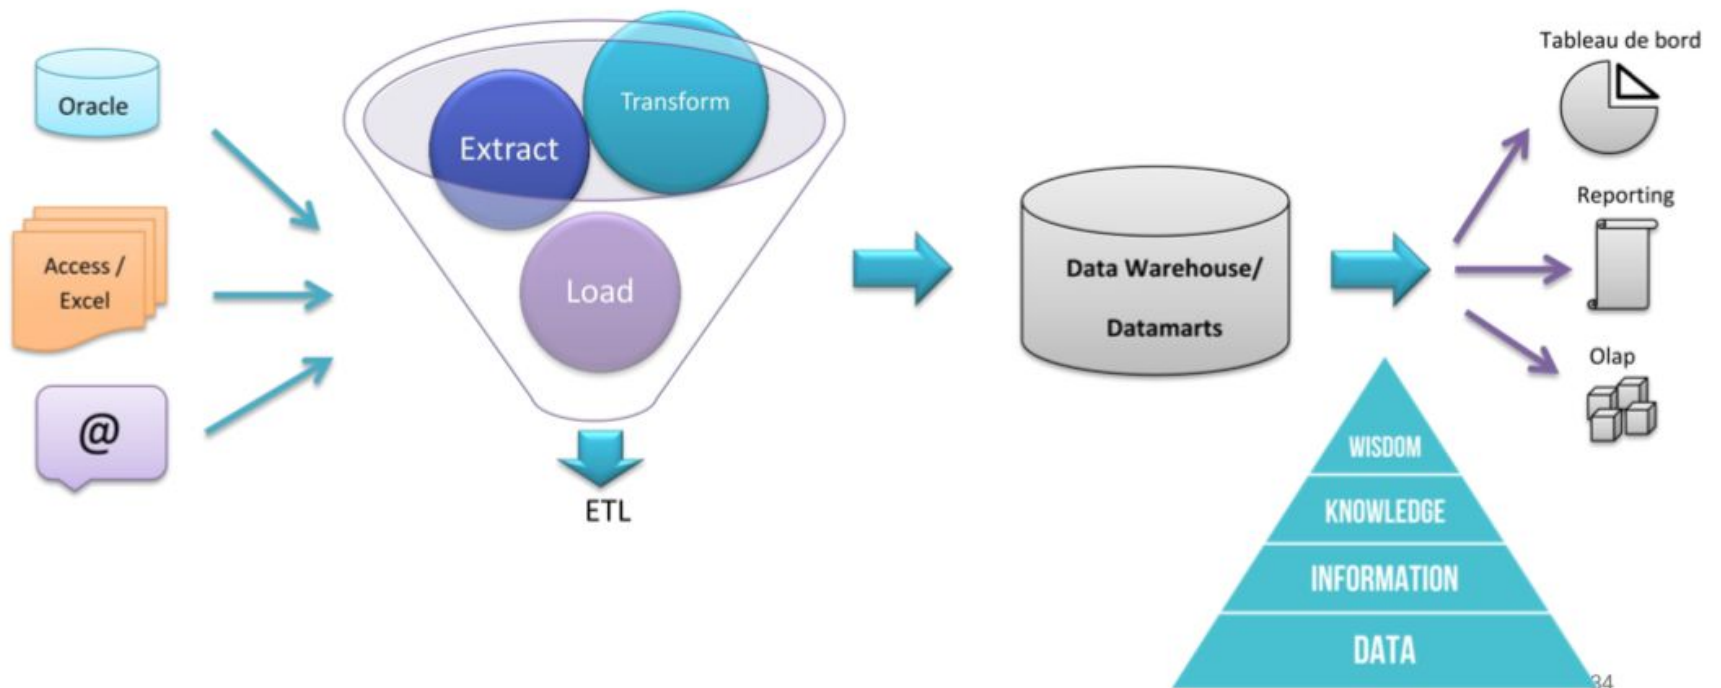 Oracle
Access /
Excel
@
Extract
Transform
Load
ETL
Data Warehouse/
Datamarts
Tableau de bord
Reporting
Olap
WISDOM
KNOWLEDGE
INFORMATION
DATA
34